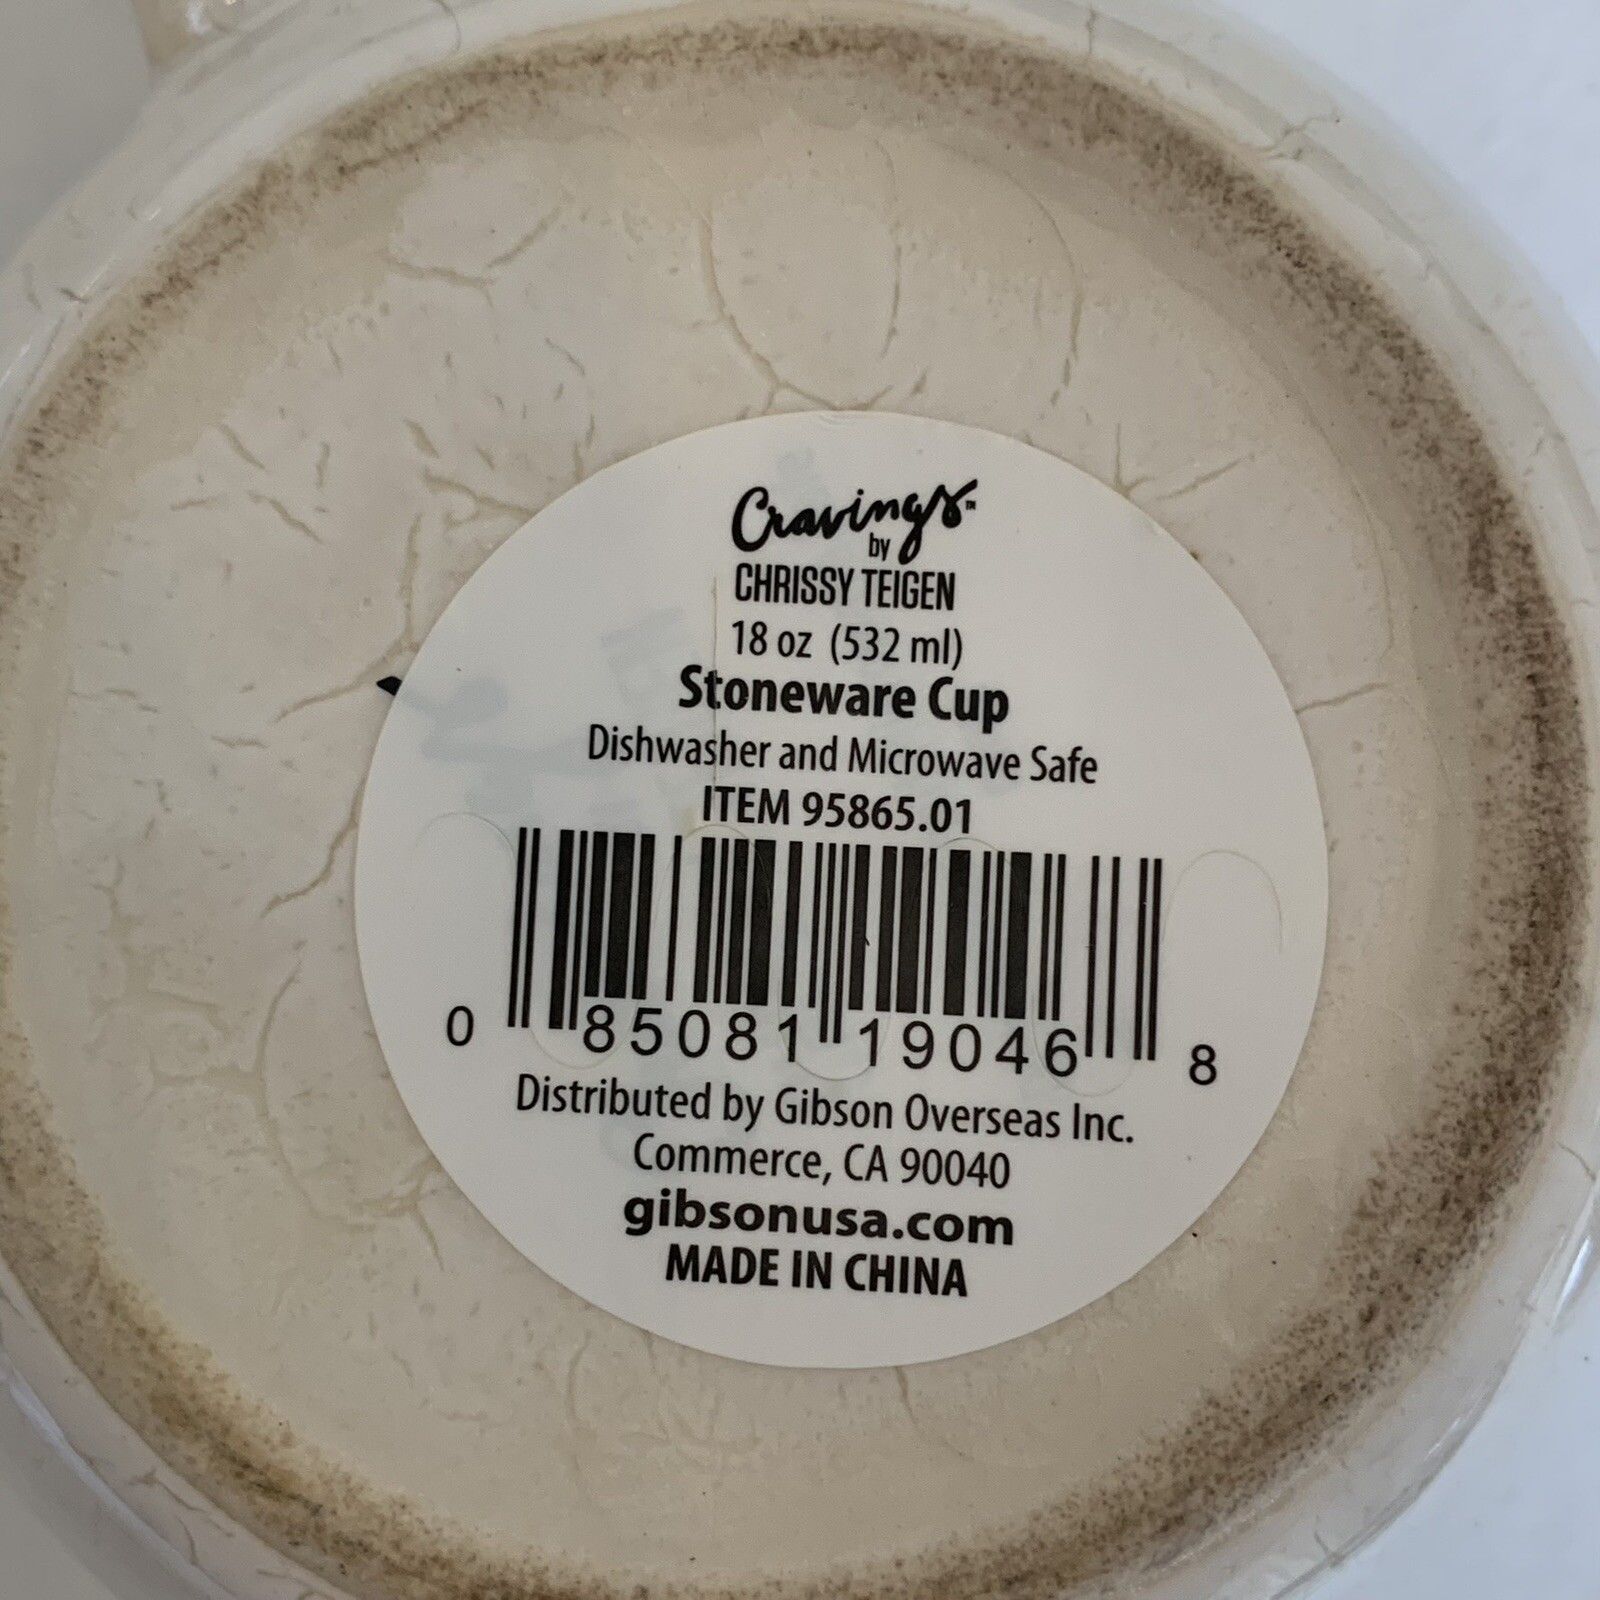 Cravings™
by
CHRISSY TEIGEN
18 oz (532 ml)
Stoneware Cup
Dishwasher and Microwave Safe
ITEM 95865.01
0 85081 19046 8
Distributed by Gibson Overseas Inc.
Commerce, CA 90040
gibsonusa.com
MADE IN CHINA